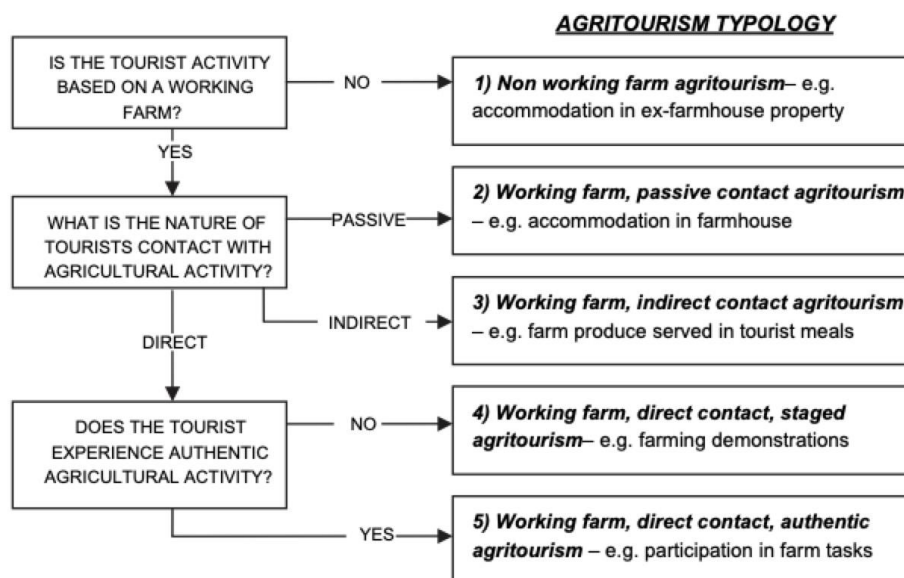 AGRITOURISM TYPOLOGY
IS THE TOURIST ACTIVITY
BASED ON A WORKING
FARM?
NO
1) Non working farm agritourism– e.g.
accommodation in ex-farmhouse property
YES
WHAT IS THE NATURE OF
TOURISTS CONTACT WITH
AGRICULTURAL ACTIVITY?
PASSIVE
2) Working farm, passive contact agritourism
– e.g. accommodation in farmhouse
INDIRECT
3) Working farm, indirect contact agritourism
– e.g. farm produce served in tourist meals
DIRECT
DOES THE TOURIST
EXPERIENCE AUTHENTIC
AGRICULTURAL ACTIVITY?
NO
4) Working farm, direct contact, staged
agritourism– e.g. farming demonstrations
YES
5) Working farm, direct contact, authentic
agritourism – e.g. participation in farm tasks